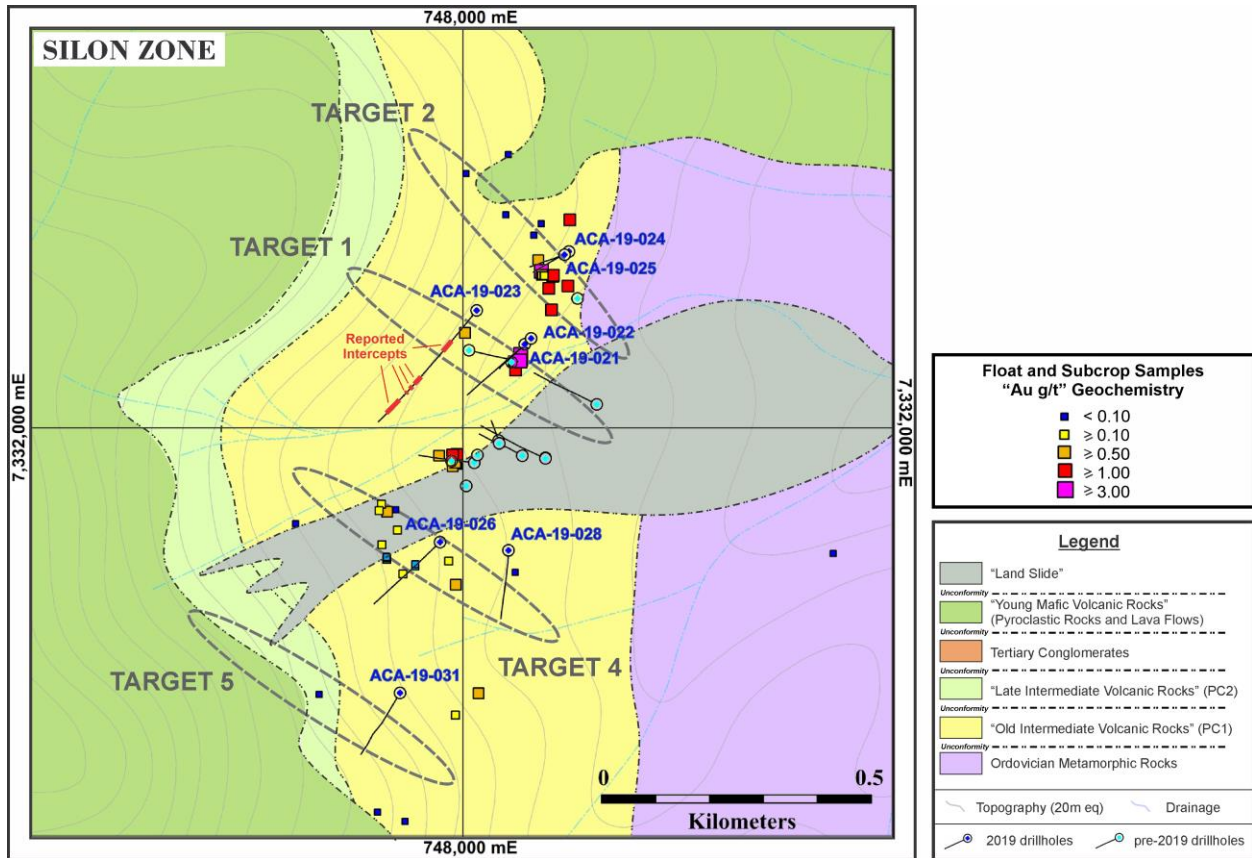 748,000 mE
SILON ZONE
TARGET 2
TARGET 1
ACA-19-024
ACA-19-025
ACA-19-023
ACA-19-022
Reported
Intercepts
ACA-19-021
7,332,000 mE
7,332,000 mE
ACA-19-026
ACA-19-028
TARGET 5
ACA-19-031
TARGET 4
0
0.5
Kilometers
748,000 mE
Float and Subcrop Samples
“Au g/t” Geochemistry
< 0.10
≥ 0.10
≥ 0.50
≥ 1.00
≥ 3.00
Legend
“Land Slide”
Unconformity
“Young Mafic Volcanic Rocks”
(Pyroclastic Rocks and Lava Flows)
Unconformity
Tertiary Conglomerates
Unconformity
“Late Intermediate Volcanic Rocks” (PC2)
Unconformity
“Old Intermediate Volcanic Rocks” (PC1)
Unconformity
Ordovician Metamorphic Rocks
Topography (20m eq)
Drainage
2019 drillholes
pre-2019 drillholes